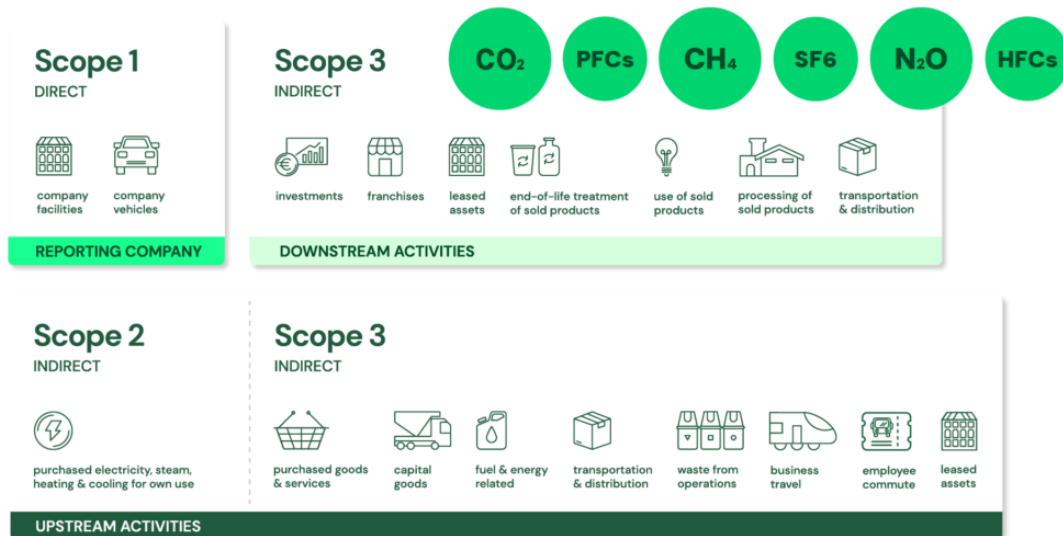 Scope 1
DIRECT
company
facilities
company
vehicles
REPORTING COMPANY
Scope 3
INDIRECT
CO₂
PFCs
CH₄
SF6
N₂O
HFCs
investments
franchises
leased
assets
end-of-life treatment
of sold products
use of sold
products
processing of
sold products
transportation
& distribution
DOWNSTREAM ACTIVITIES
Scope 2
INDIRECT
purchased electricity, steam,
heating & cooling for own use
Scope 3
INDIRECT
purchased goods
& services
capital
goods
fuel & energy
related
transportation
& distribution
waste from
operations
business
travel
employee
commute
leased
assets
UPSTREAM ACTIVITIES